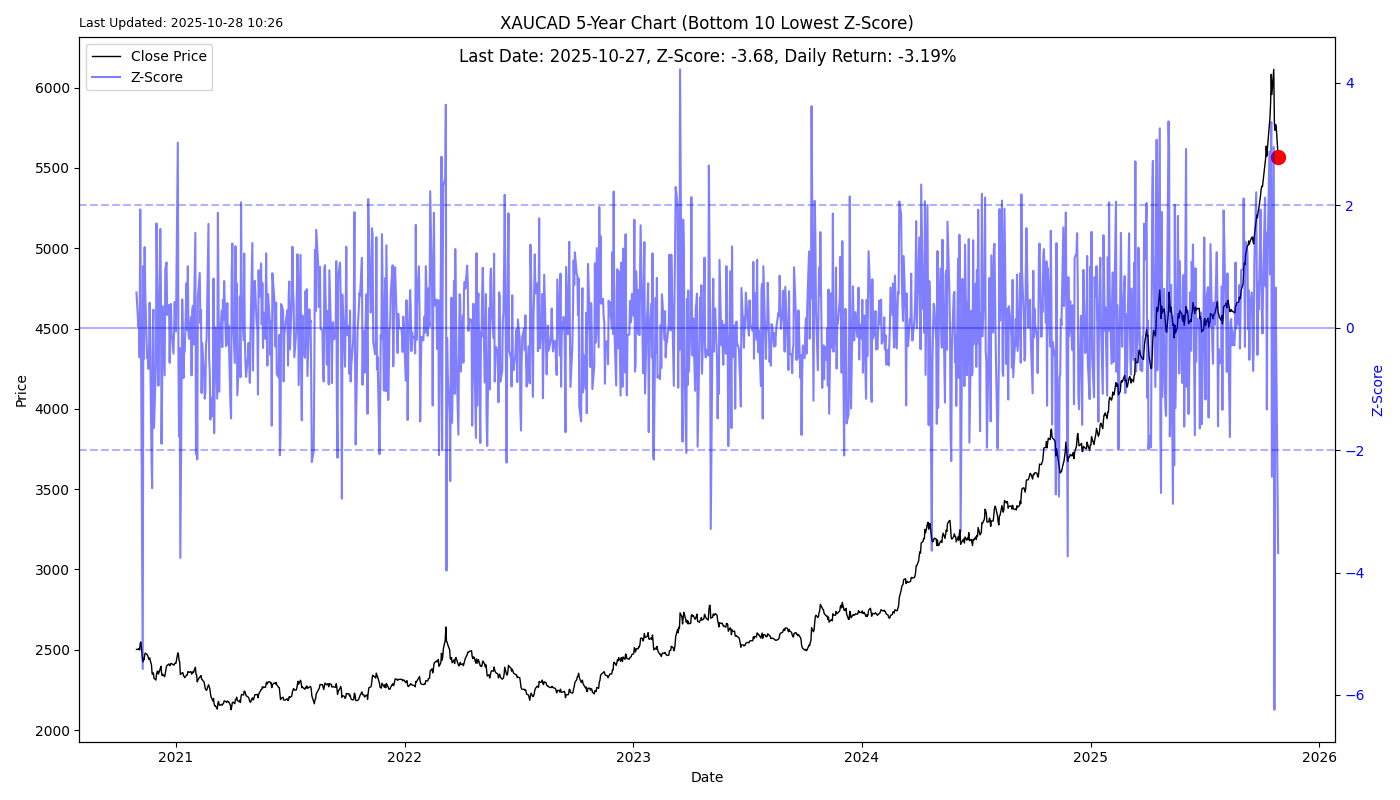 Last Updated: 2025-10-28 10:26
XAUCAD 5-Year Chart (Bottom 10 Lowest Z-Score)
Last Date: 2025-10-27, Z-Score: -3.68, Daily Return: -3.19%
Close Price
Z-Score
6000
5500
5000
4500
4000
3500
3000
2500
2000
Price
4
2
0
−2
−4
−6
Z-Score
2021
2022
2023
2024
2025
2026
Date